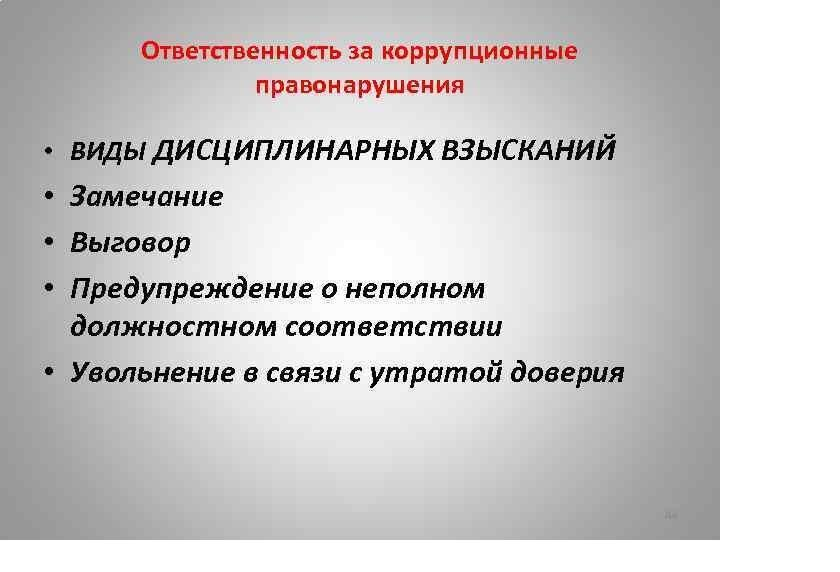 Ответственность за коррупционные
правонарушения
• ВИДЫ ДИСЦИПЛИНАРНЫХ ВЗЫСКАНИЙ
• Замечание
• Выговор
• Предупреждение о неполном
должностном соответствии
• Увольнение в связи с утратой доверия